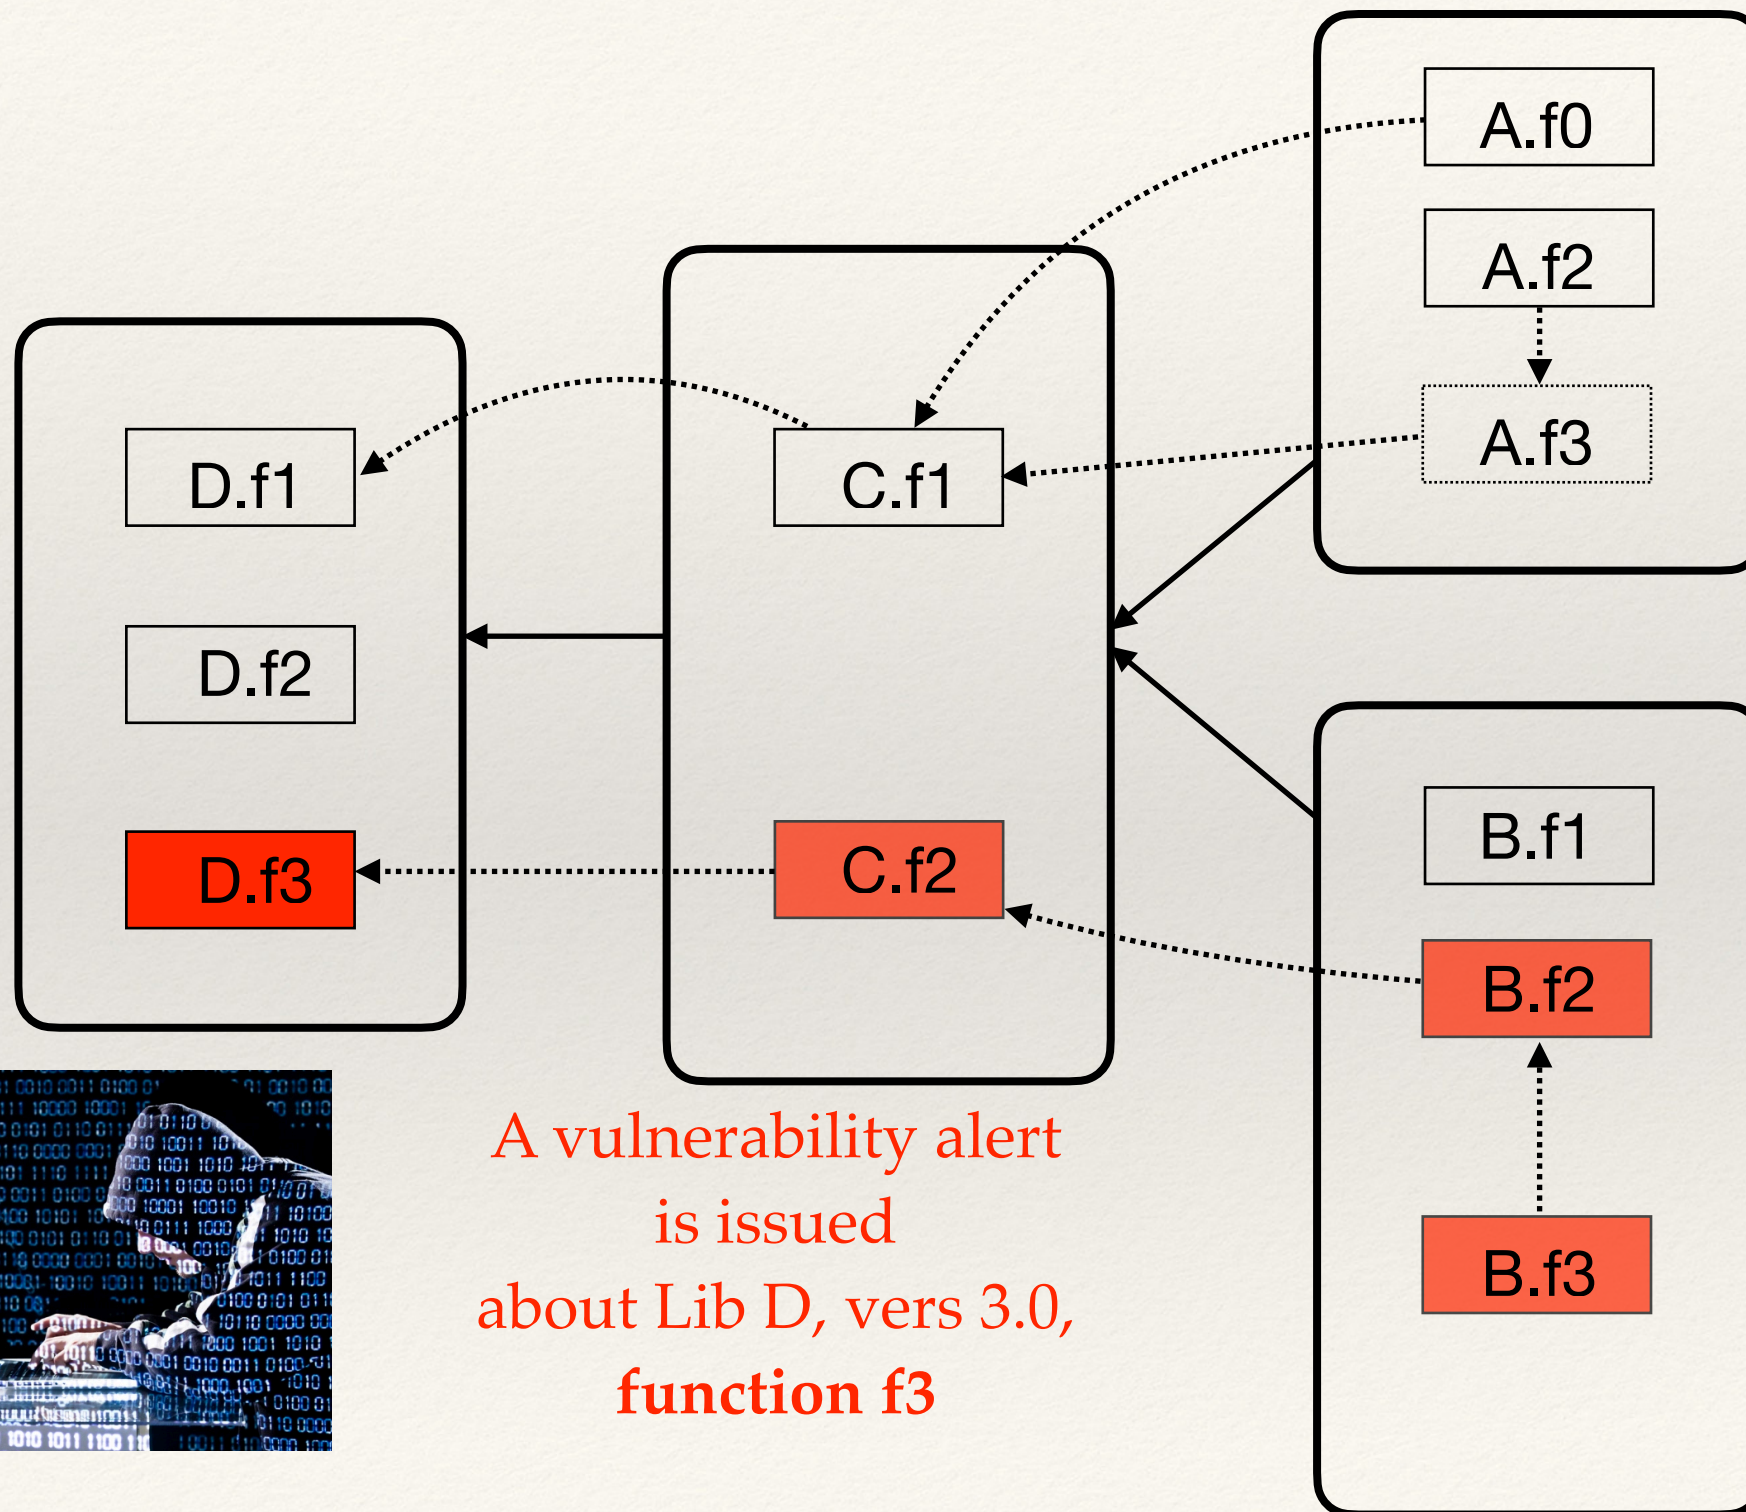 A.f0
A.f2
A.f3
D.f1
C.f1
D.f2
D.f3
C.f2
B.f1
B.f2
B.f3
A vulnerability alert
is issued
about Lib D, vers 3.0,
function f3